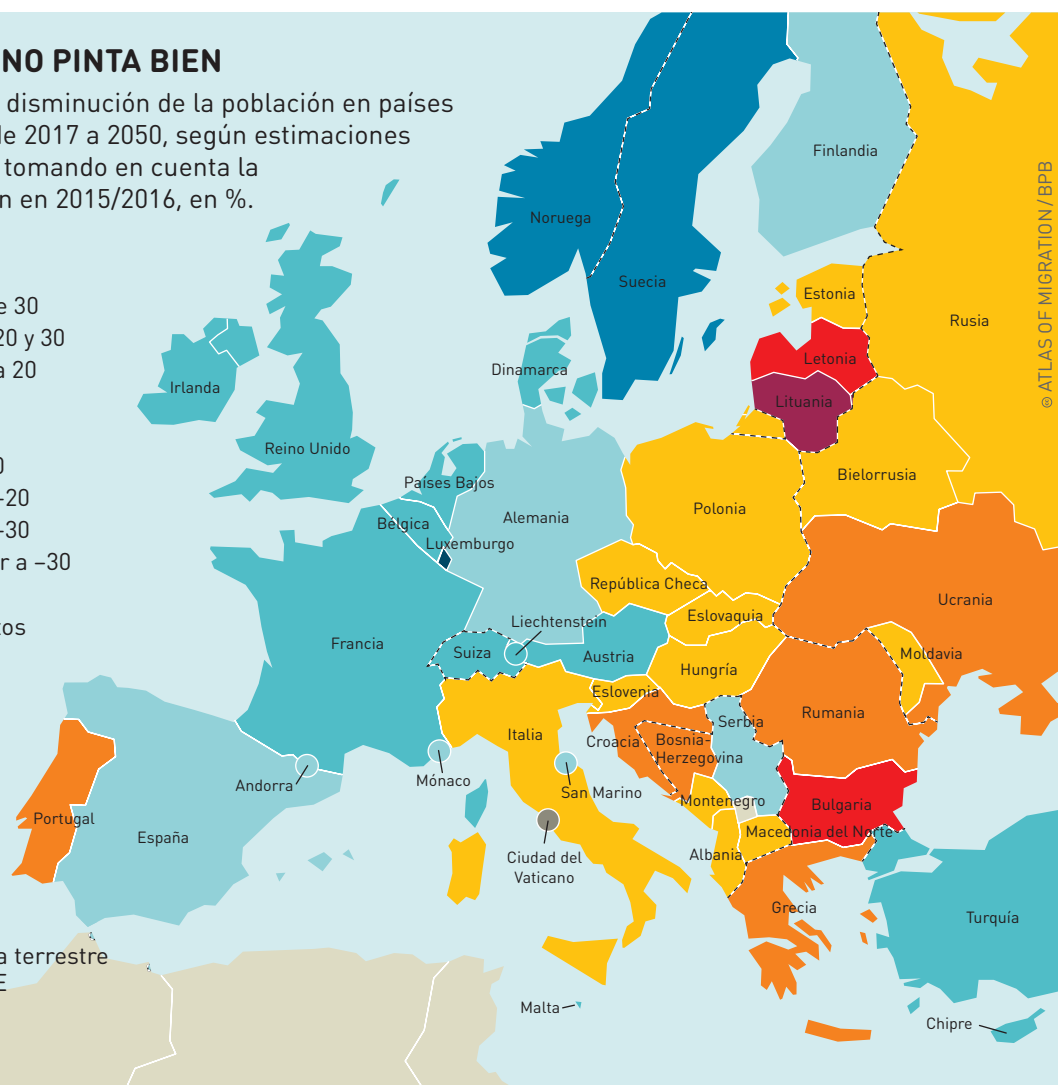 NO PINTA BIEN
disminución de la población en países
de 2017 a 2050, según estimaciones
tomando en cuenta la
n en 2015/2016, en %.
e 30
20 y 30
a 20
0
-20
–30
r a –30
tos
a terrestre
E
Finlandia
Noruega
Suecia
Estonia
Rusia
Letonia
Dinamarca
Irlanda
Lituania
Reino Unido
Bielorrusia
Países Bajos
Polonia
Alemania
Bélgica
Luxemburgo
República Checa
Ucrania
Eslovaquia
Liechtenstein
Francia
Suiza
Austria
Moldavia
Hungría
Eslovenia
Rumania
Serbia
Italia
Croacia
Bosnia-
Herzegovina
Mónaco
Andorra
San Marino
Montenegro
Bulgaria
Portugal
España
Macedonia del Norte
Albania
Ciudad del
Vaticano
Grecia
Turquía
Malta
Chipre
© ATLAS OF MIGRATION/BPB